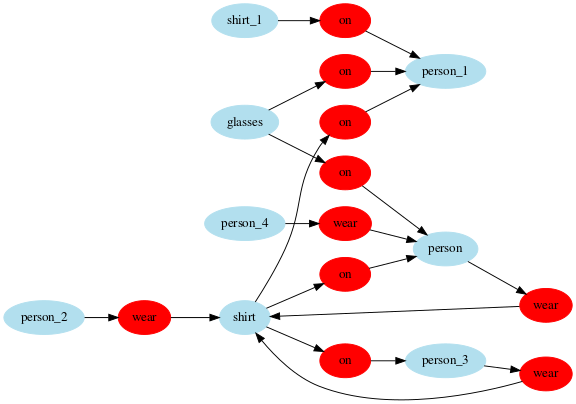 shirt_1
on
on
person_1
glasses
on
on
person_4
wear
person
on
wear
person_2
wear
shirt
on
person_3
wear